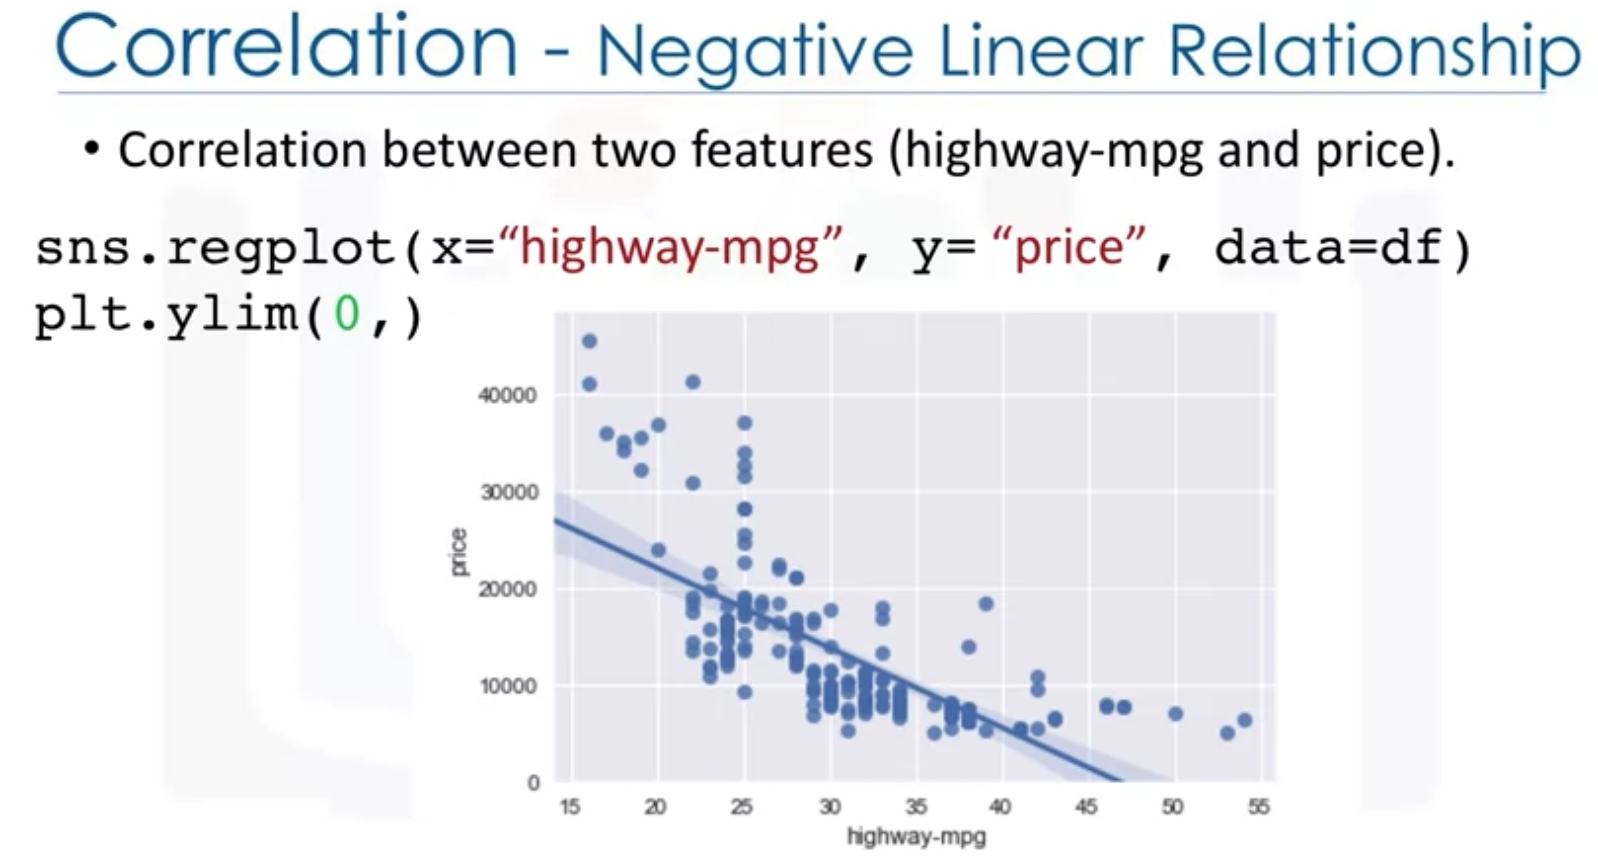 Correlation - Negative Linear Relationship
• Correlation between two features (highway-mpg and price).
sns.regplot(x=“highway-mpg”, y= “price”, data=df)
plt.ylim(0,)
40000
30000
20000
10000
0
price
15 20 25 30 35 40 45 50 55
highway-mpg